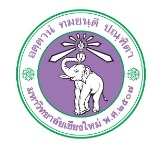 อตฺตานํ ทมยนฺติ ปณฺฑิตา
มหาวิทยาลัยเชียงใหม่ พ.ศ.๒๕๐๗